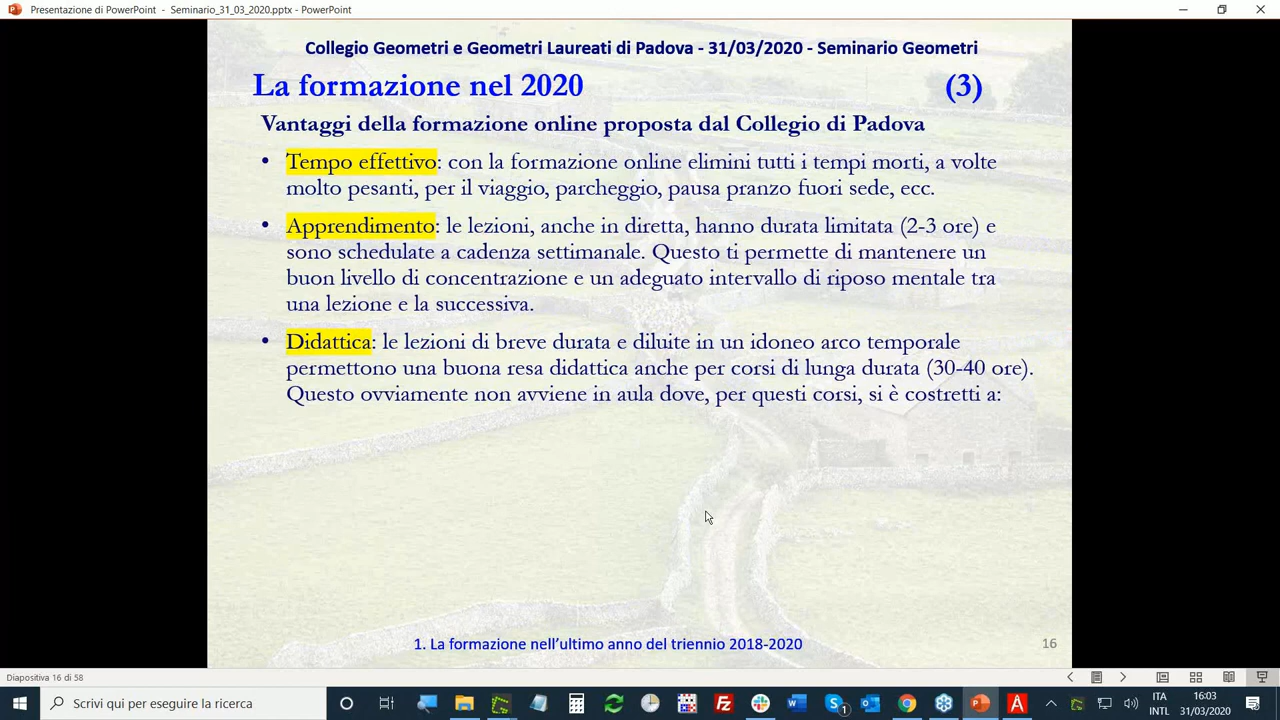 Presentazione di PowerPoint - Seminario_31_03_2020.pptx - PowerPoint
Collegio Geometri e Geometri Laureati di Padova - 31/03/2020 - Seminario Geometri
La formazione nel 2020 (3)
Vantaggi della formazione online proposta dal Collegio di Padova
• Tempo effettivo: con la formazione online elimini tutti i tempi morti, a volte
molto pesanti, per il viaggio, parcheggio, pausa pranzo fuori sede, ecc.
• Apprendimento: le lezioni, anche in diretta, hanno durata limitata (2-3 ore) e
sono schedulate a cadenza settimanale. Questo ti permette di mantenere un
buon livello di concentrazione e un adeguato intervallo di riposo mentale tra
una lezione e la successiva.
• Didattica: le lezioni di breve durata e diluite in un idoneo arco temporale
permettono una buona resa didattica anche per corsi di lunga durata (30-40 ore).
Questo ovviamente non avviene in aula dove, per questi corsi, si è costretti a:
1. La formazione nell'ultimo anno del triennio 2018-2020
16
Diapositiva 16 di 58
Scrivi qui per eseguire la ricerca
ITA
INTL
16:03
31/03/2020